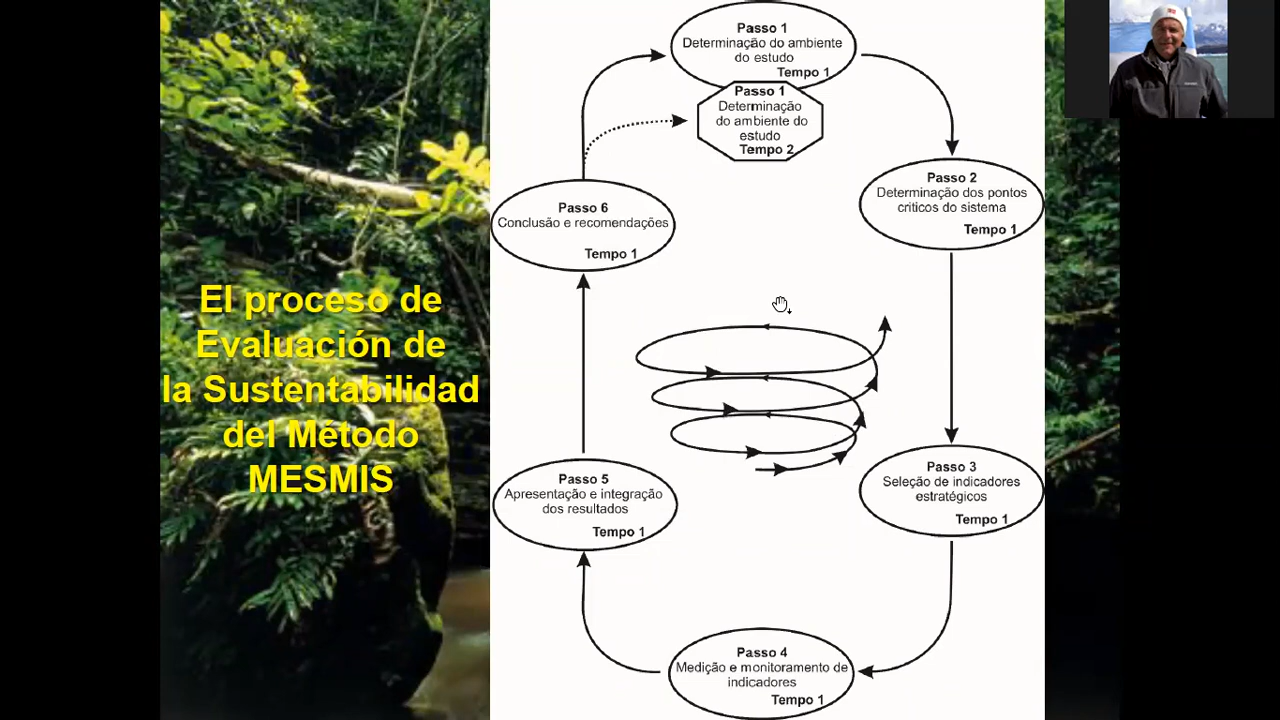 El proceso de
Evaluación de
la Sustentabilidad
del Método
MESMIS
Passo 1
Determinação do ambiente
do estudo
Tempo 1
Passo 1
Determinação
do ambiente do
estudo
Tempo 2
Passo 2
Determinação dos pontos
criticos do sistema
Tempo 1
Passo 3
Seleção de indicadores
estratégicos
Tempo 1
Passo 4
Medição e monitoramento de
indicadores
Tempo 1
Passo 5
Apresentação e integração
dos resultados
Tempo 1
Passo 6
Conclusão e recomendações
Tempo 1